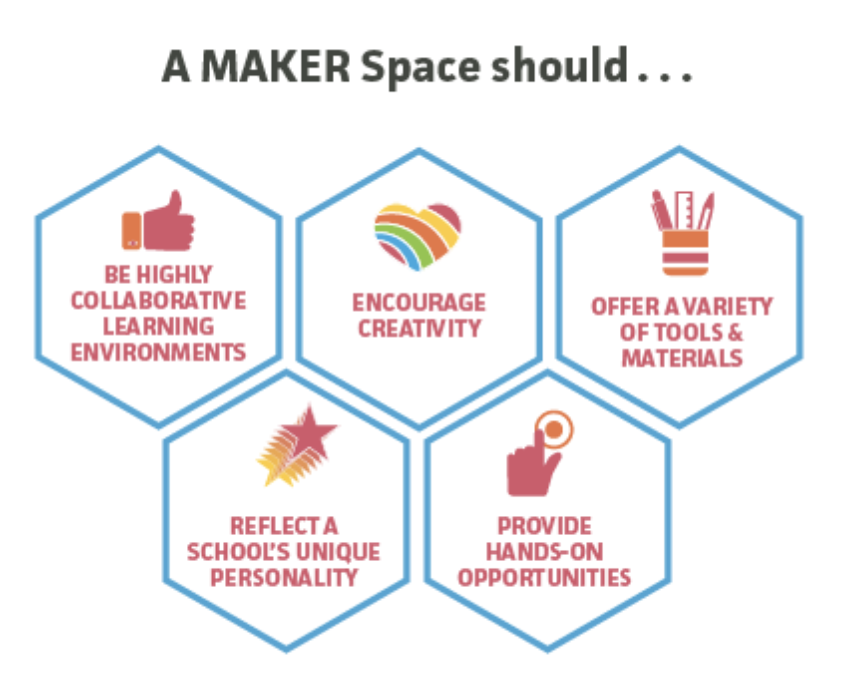 A MAKER Space should . . .
BE HIGHLY
COLLABORATIVE
LEARNING
ENVIRONMENTS
ENCOURAGE
CREATIVITY
OFFER A VARIETY
OF TOOLS &
MATERIALS
REFLECT A
SCHOOL'S UNIQUE
PERSONALITY
PROVIDE
HANDS-ON
OPPORTUNITIES